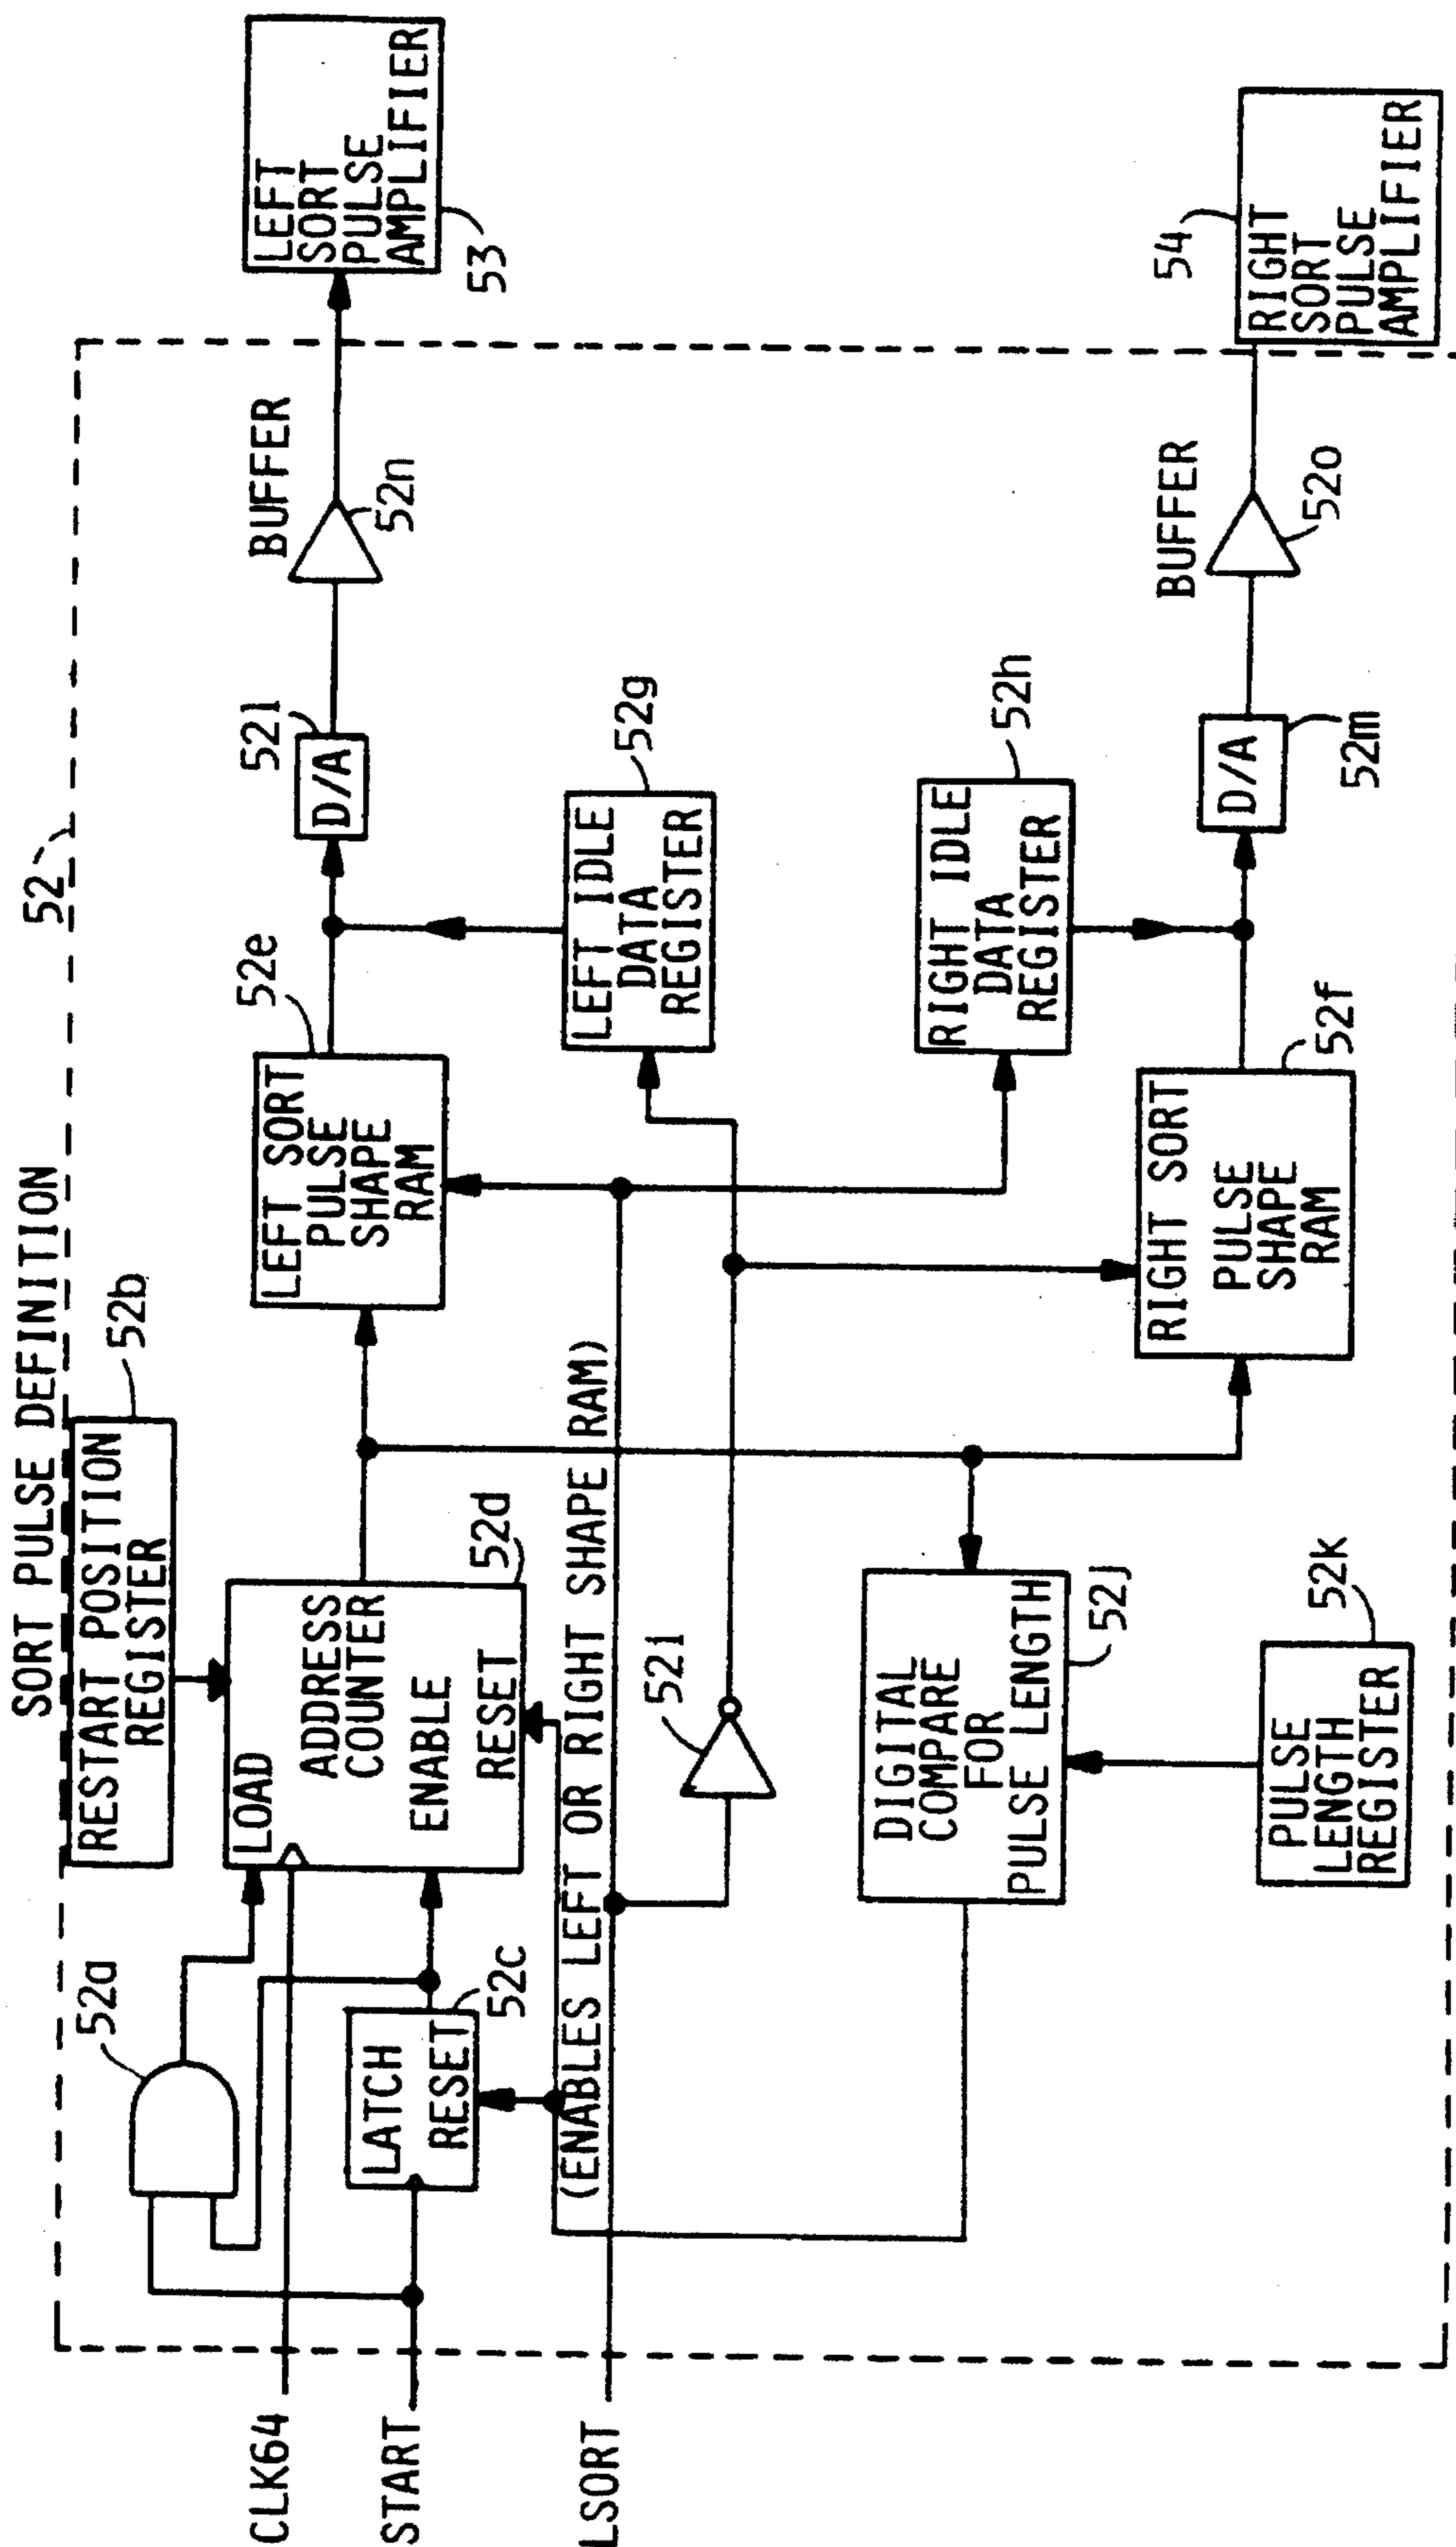 SORT PULSE DEFINITION
52
RESTART POSITION
REGISTER
52b
52a
LOAD
ADDRESS
COUNTER
ENABLE
RESET
52d
LATCH
RESET
52c
CLK64
START
LSORT
(ENABLES LEFT OR RIGHT SHAPE RAM)
52i
LEFT SORT
PULSE
SHAPE
RAM
52e
D/A
52l
BUFFER
52n
LEFT
SORT
PULSE
AMPLIFIER
53
LEFT IDLE
DATA
REGISTER
52g
RIGHT IDLE
DATA
REGISTER
52h
DIGITAL
COMPARE
FOR
PULSE LENGTH
52j
PULSE
LENGTH
REGISTER
52k
RIGHT SORT
PULSE
SHAPE
RAM
52f
D/A
52m
BUFFER
52o
RIGHT
SORT
PULSE
AMPLIFIER
54